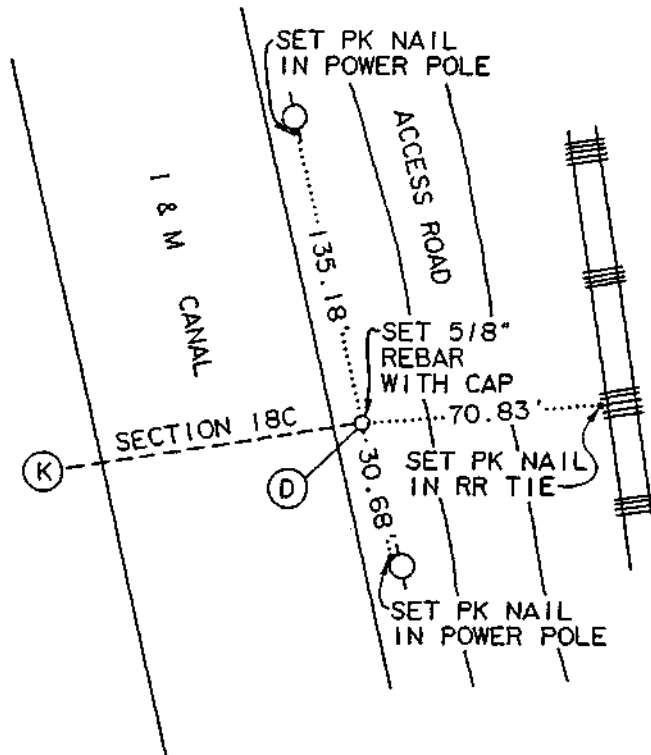 SET PK NAIL
IN POWER POLE
ACCESS ROAD
I & M CANAL
135.18'
SET 5/8"
REBAR
WITH CAP
SECTION 18C
70.83'
K
D
30.68'
SET PK NAIL
IN RR TIE
SET PK NAIL
IN POWER POLE